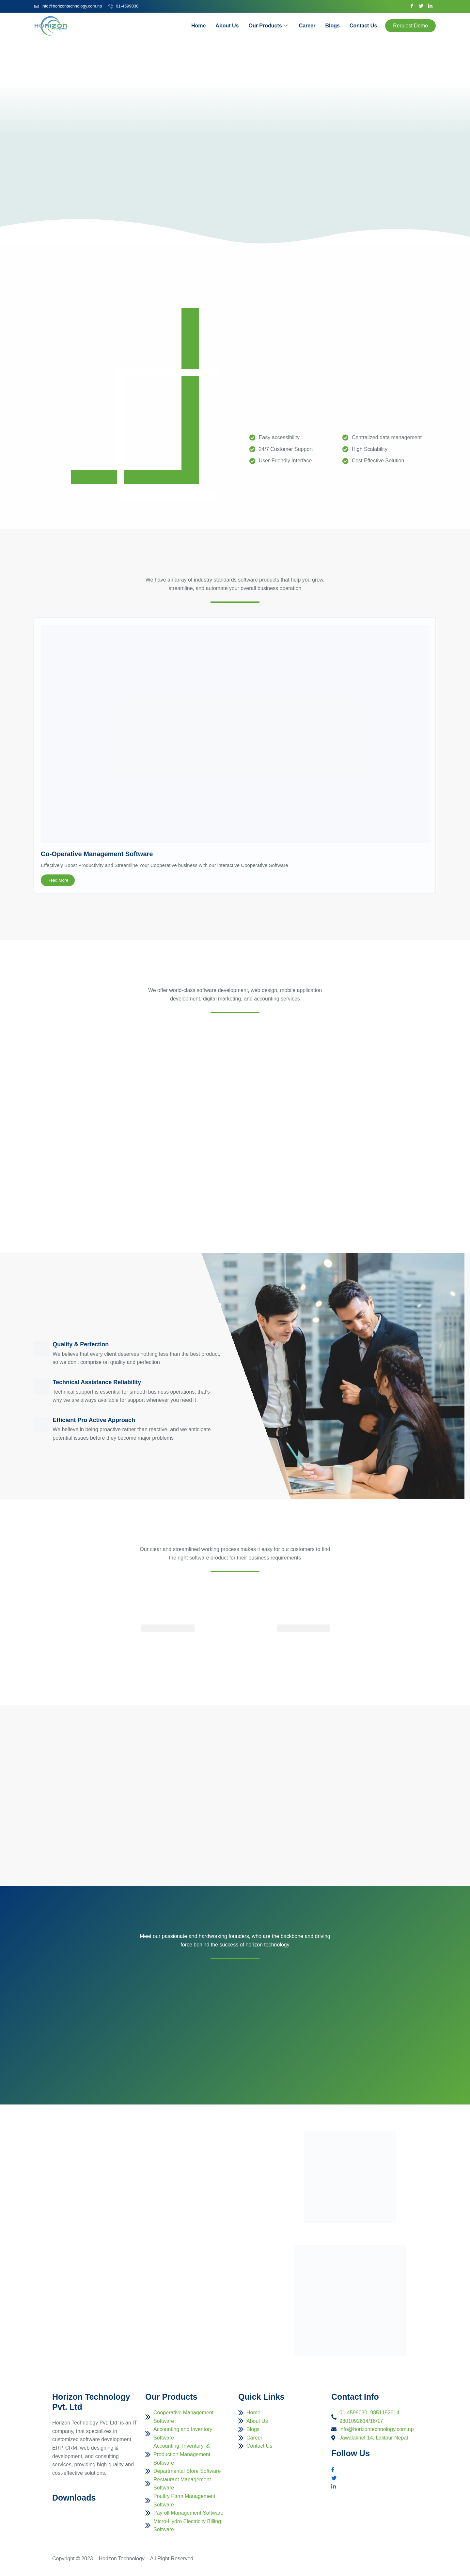 info@horizontechnology.com.np 01-4599030
HORIZON
Home About Us Our Products Career Blogs Contact Us Request Demo
Easy accessibility
Centralized data management
24/7 Customer Support
High Scalability
User-Friendly Interface
Cost Effective Solution
We have an array of industry standards software products that help you grow,
streamline, and automate your overall business operation
Co-Operative Management Software
Effectively Boost Productivity and Streamline Your Cooperative business with our interactive Cooperative Software
Read More
We offer world-class software development, web design, mobile application
development, digital marketing, and accounting services
Quality & Perfection
We believe that every client deserves nothing less than the best product,
so we don't comprise on quality and perfection
Technical Assistance Reliability
Technical support is essential for smooth business operations, that's
why we are always available for support whenever you need it
Efficient Pro Active Approach
We believe in being proactive rather than reactive, and we anticipate
potential issues before they become major problems
Our clear and streamlined working process makes it easy for our customers to find
the right software product for their business requirements
Meet our passionate and hardworking founders, who are the backbone and driving
force behind the success of horizon technology
Horizon Technology
Pvt. Ltd
Horizon Technology Pvt. Ltd. is an IT
company, that specializes in
customized software development,
ERP, CRM, web designing &
development, and consulting
services, providing high-quality and
cost-effective solutions.
Downloads
Our Products
Cooperative Management
Software
Accounting and Inventory
Software
Accounting, Inventory, &
Production Management
Software
Departmental Store Software
Restaurant Management
Software
Poultry Farm Management
Software
Payroll Management Software
Micro-Hydro Electricity Billing
Software
Quick Links
Home
About Us
Blogs
Career
Contact Us
Contact Info
01-4599030, 9851192614,
9801092614/16/17
info@horizontechnology.com.np
Jawalakhel-14, Lalitpur Nepal
Follow Us
Copyright © 2023 – Horizon Technology – All Right Reserved